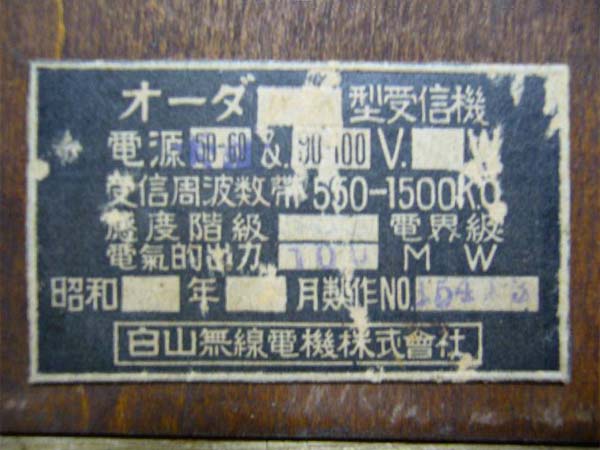 オーダ 型受信機
電源 50-60 & 90-100 V. W
受信周波数帯 550-1500KC
感度階級 電界級
電氣的出力 MW
昭和 年 月製作NO.
白山無線電機株式會社